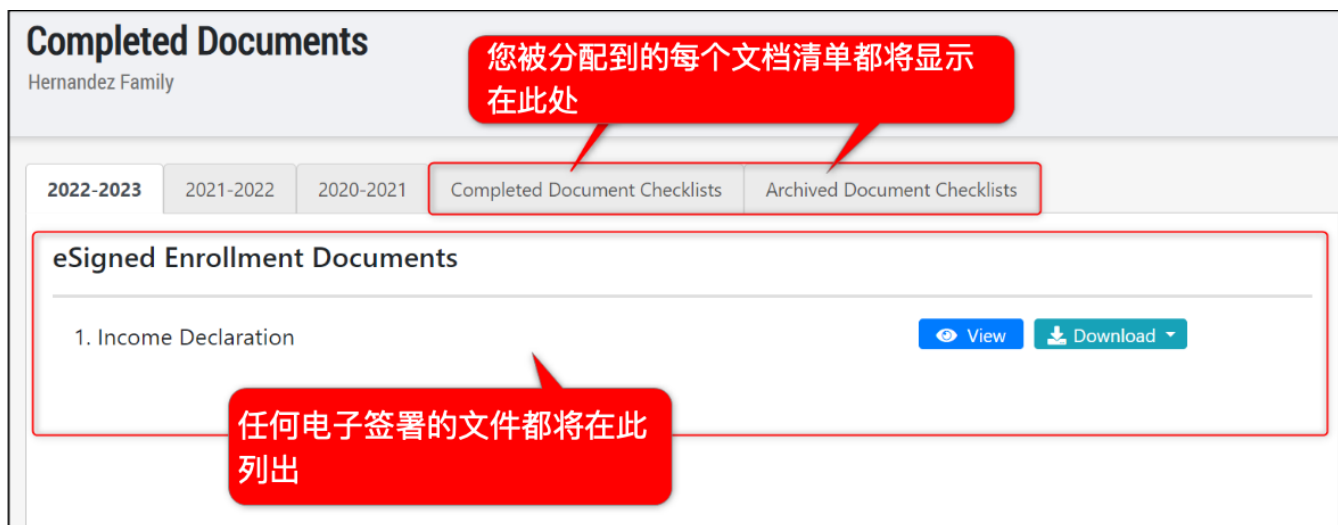 Completed Documents
Hernandez Family
您被分配到的每个文档清单都将显示
在此处
2022-2023 2021-2022 2020-2021 Completed Document Checklists Archived Document Checklists
eSigned Enrollment Documents
1. Income Declaration View Download
任何电子签署的文件都将在此
列出